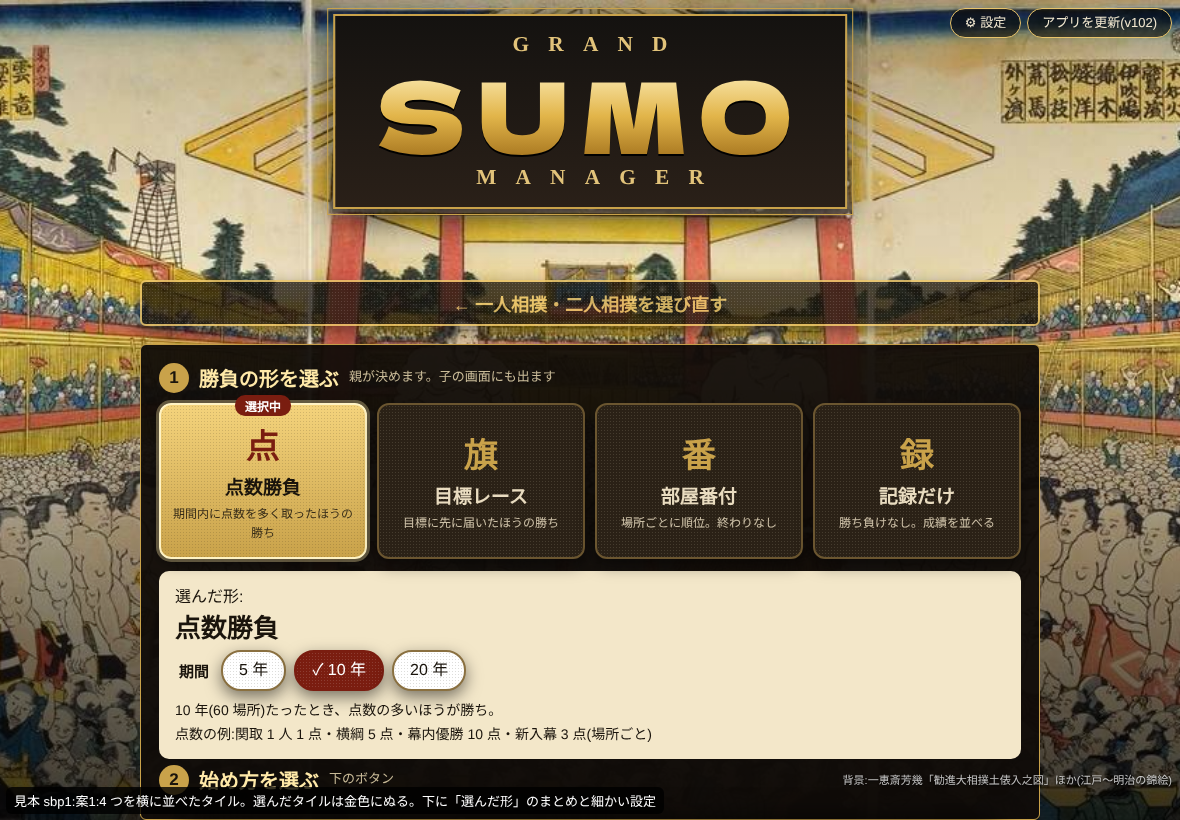 GRAND
SUMO
MANAGER
⚙ 設定
アプリを更新(v102)
← 一人相撲・二人相撲を選び直す
1 勝負の形を選ぶ 親が決めます。子の画面にも出ます
選択中
点
点数勝負
期間内に点数を多く取ったほうの
勝ち
旗
目標レース
目標に先に届いたほうの勝ち
番
部屋番付
場所ごとに順位。終わりなし
録
記録だけ
勝ち負けなし。成績を並べる
選んだ形:
点数勝負
期間 5 年 ✓ 10 年 20 年
10 年(60 場所)たったとき、点数の多いほうが勝ち。
点数の例:関取 1 人 1 点・横綱 5 点・幕内優勝 10 点・新入幕 3 点(場所ごと)
2 始め方を選ぶ 下のボタン
背景:一恵斎芳幾「勧進大相撲土俵入之図」ほか(江戸〜明治の錦絵)
見本 sbp1:案1:4 つを横に並べたタイル。選んだタイルは金色にぬる。下に「選んだ形」のまとめと細かい設定